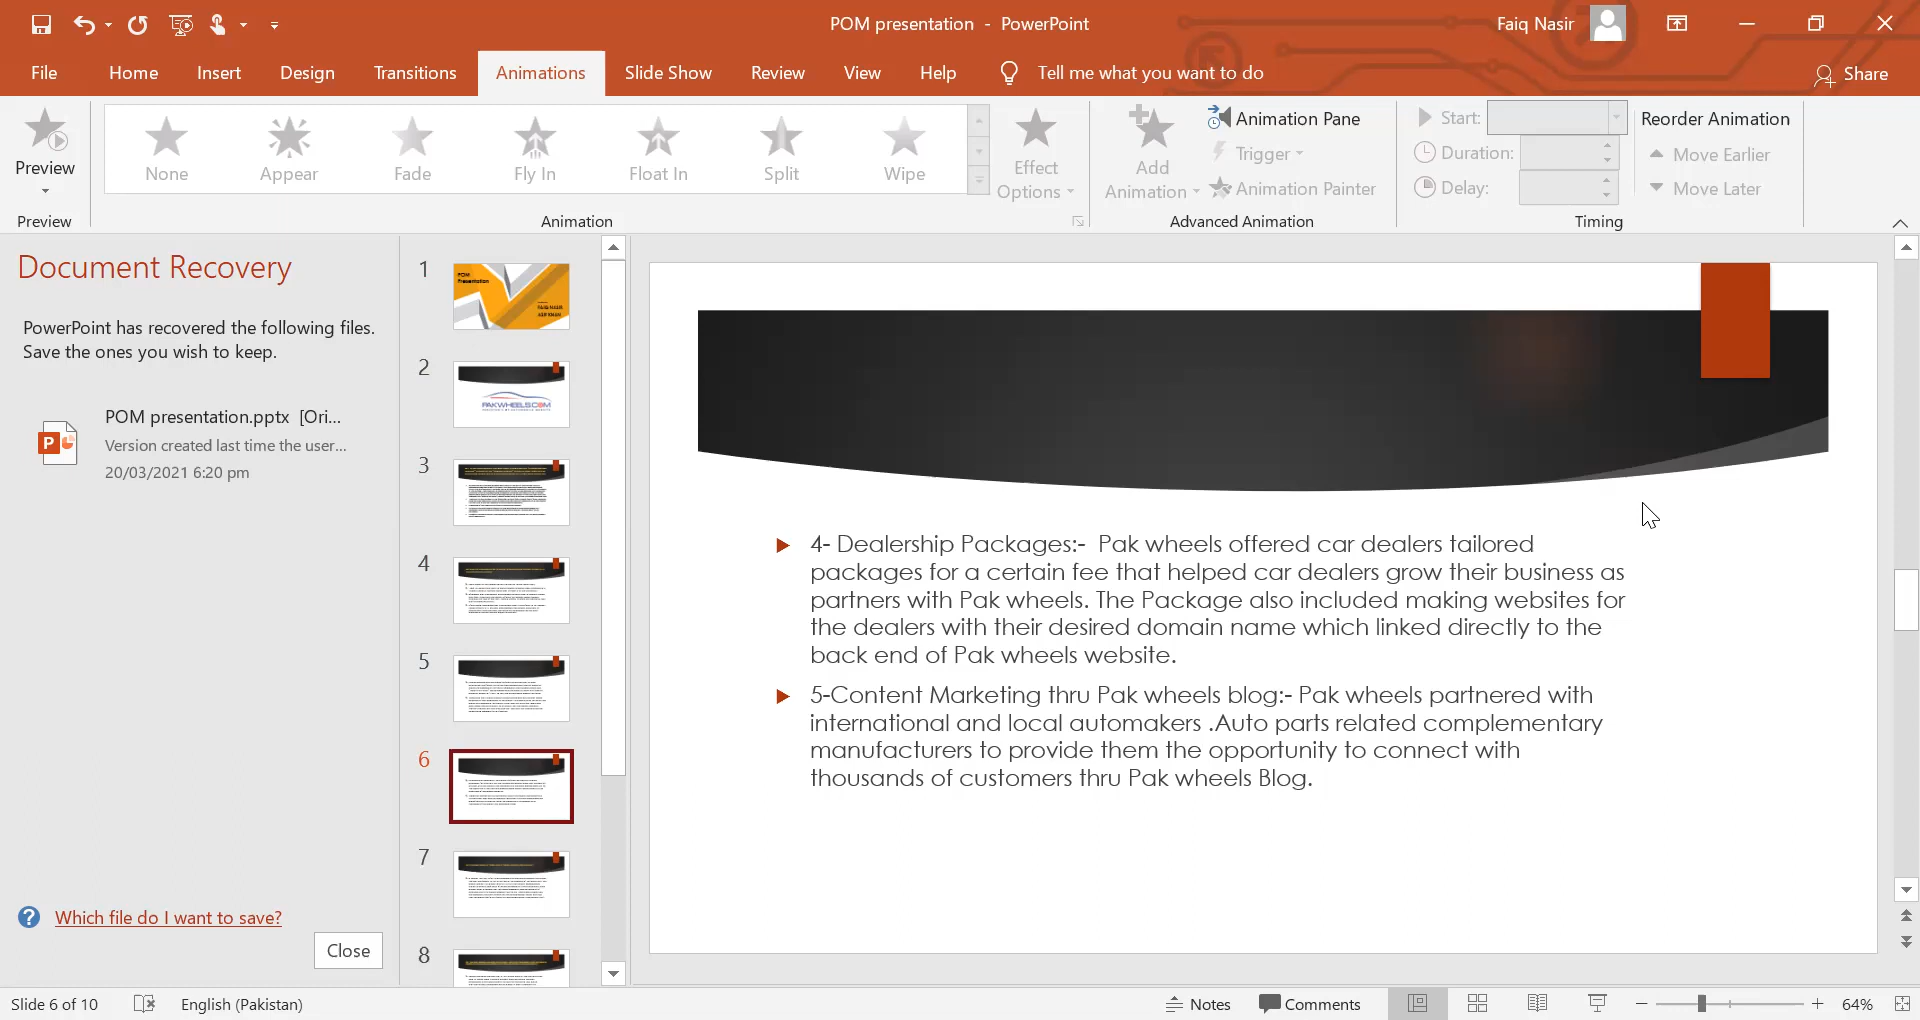 POM presentation - PowerPoint
Faiq Nasir
File Home Insert Design Transitions Animations Slide Show Review View Help Tell me what you want to do Share
Preview
Preview
None Appear Fade Fly In Float In Split Wipe
Animation
Effect
Options
Add
Animation
Animation Pane
Trigger
Animation Painter
Advanced Animation
Start:
Duration:
Delay:
Timing
Reorder Animation
Move Earlier
Move Later
Document Recovery
PowerPoint has recovered the following files.
Save the ones you wish to keep.
POM presentation.pptx [Ori...
Version created last time the user...
20/03/2021 6:20 pm
Which file do I want to save?
Close
1
POM
Presentation
2
PAKWHEELS.COM
3
4
5
6
7
8
4- Dealership Packages:- Pak wheels offered car dealers tailored
packages for a certain fee that helped car dealers grow their business as
partners with Pak wheels. The Package also included making websites for
the dealers with their desired domain name which linked directly to the
back end of Pak wheels website.
5-Content Marketing thru Pak wheels blog:- Pak wheels partnered with
international and local automakers .Auto parts related complementary
manufacturers to provide them the opportunity to connect with
thousands of customers thru Pak wheels Blog.
Slide 6 of 10
English (Pakistan)
Notes
Comments
64%